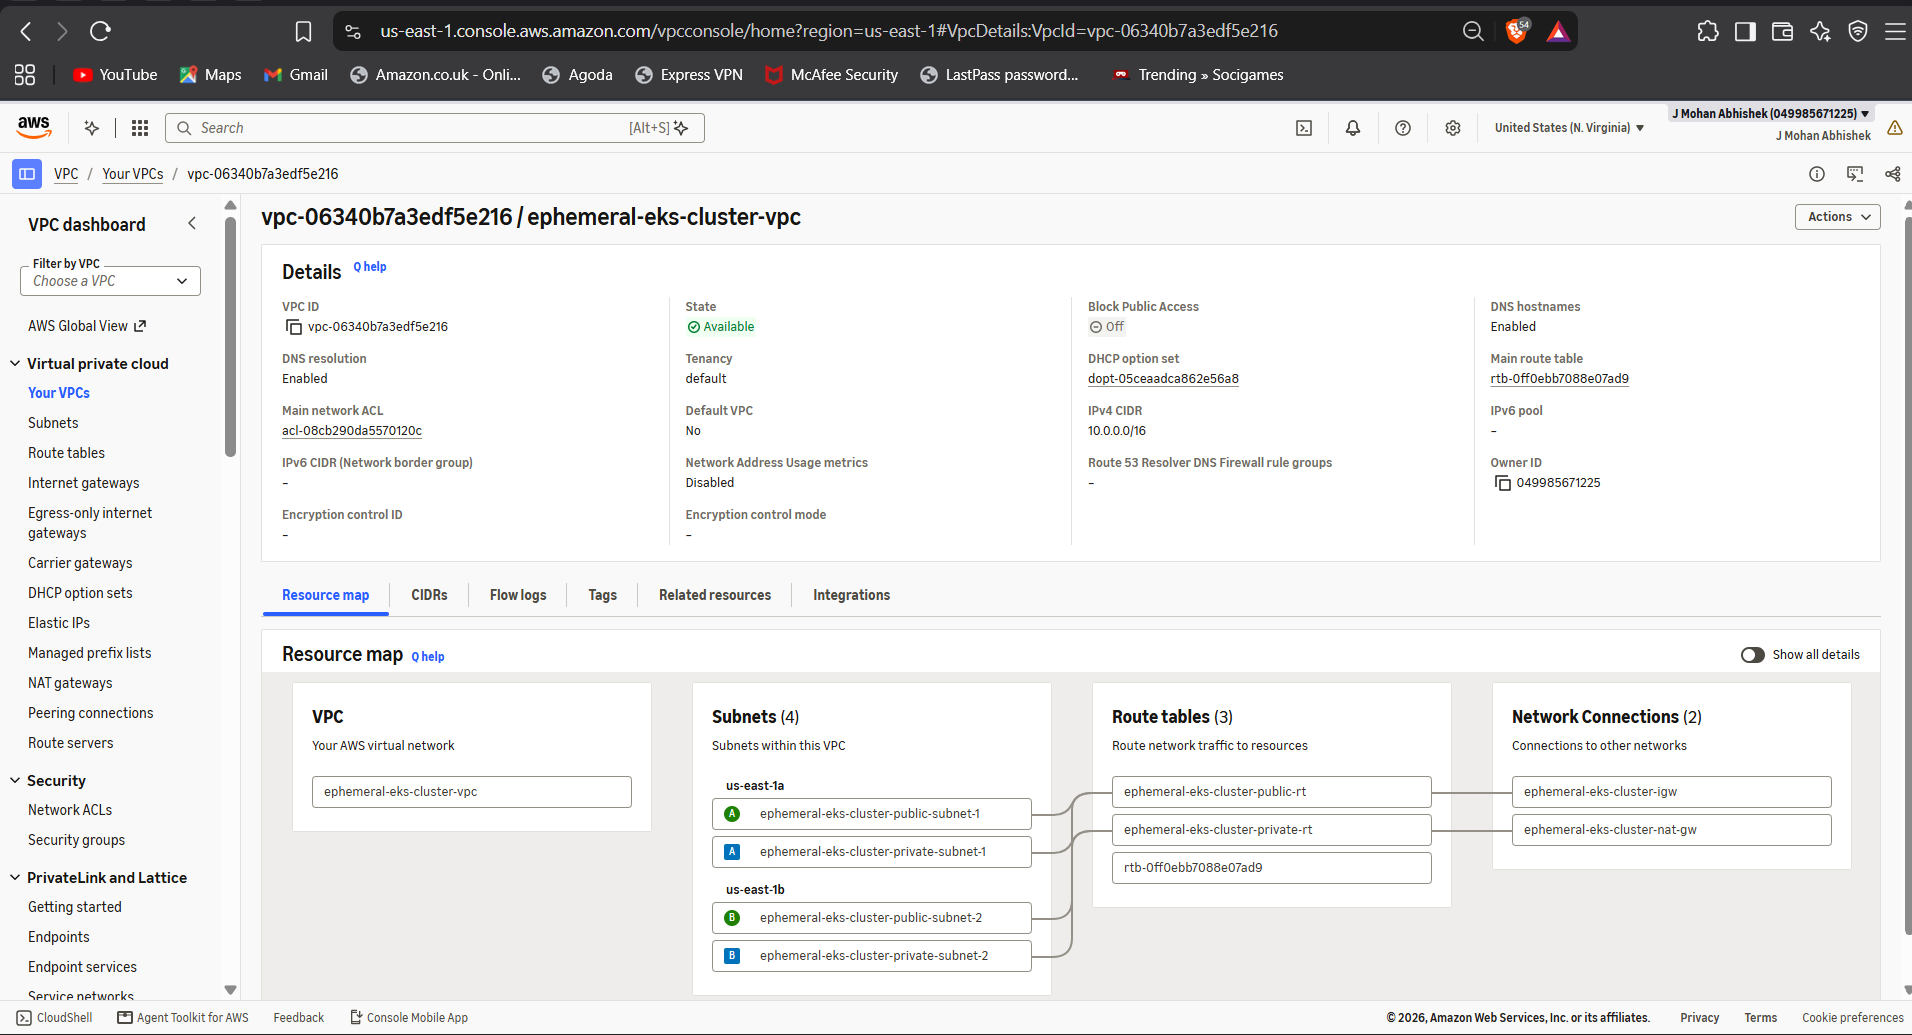 us-east-1.console.aws.amazon.com/vpcconsole/home?region=us-east-1#VpcDetails:VpcId=vpc-06340b7a3edf5e216
54
YouTube
Maps
Gmail
Amazon.co.uk - Onli...
Agoda
Express VPN
McAfee Security
LastPass password...
Trending » Socigames
aws
Search
[Alt+S]
United States (N. Virginia)
J Mohan Abhishek (049985671225)
J Mohan Abhishek
VPC / Your VPCs / vpc-06340b7a3edf5e216
VPC dashboard
Filter by VPC
Choose a VPC
AWS Global View
Virtual private cloud
Your VPCs
Subnets
Route tables
Internet gateways
Egress-only internet
gateways
Carrier gateways
DHCP option sets
Elastic IPs
Managed prefix lists
NAT gateways
Peering connections
Route servers
Security
Network ACLs
Security groups
PrivateLink and Lattice
Getting started
Endpoints
Endpoint services
Service networks
vpc-06340b7a3edf5e216 / ephemeral-eks-cluster-vpc
Actions
Details
Q help
VPC ID
vpc-06340b7a3edf5e216
State
Available
Block Public Access
Off
DNS hostnames
Enabled
DNS resolution
Enabled
Tenancy
default
DHCP option set
dopt-05ceaadca862e56a8
Main route table
rtb-0ff0ebb7088e07ad9
Main network ACL
acl-08cb290da5570120c
Default VPC
No
IPv4 CIDR
10.0.0.0/16
IPv6 pool
–
IPv6 CIDR (Network border group)
–
Network Address Usage metrics
Disabled
Route 53 Resolver DNS Firewall rule groups
–
Owner ID
049985671225
Encryption control ID
–
Encryption control mode
–
Resource map
CIDRs
Flow logs
Tags
Related resources
Integrations
Resource map
Q help
Show all details
VPC
Your AWS virtual network
ephemeral-eks-cluster-vpc
Subnets (4)
Subnets within this VPC
us-east-1a
A ephemeral-eks-cluster-public-subnet-1
A ephemeral-eks-cluster-private-subnet-1
us-east-1b
B ephemeral-eks-cluster-public-subnet-2
B ephemeral-eks-cluster-private-subnet-2
Route tables (3)
Route network traffic to resources
ephemeral-eks-cluster-public-rt
ephemeral-eks-cluster-private-rt
rtb-0ff0ebb7088e07ad9
Network Connections (2)
Connections to other networks
ephemeral-eks-cluster-igw
ephemeral-eks-cluster-nat-gw
CloudShell
Agent Toolkit for AWS
Feedback
Console Mobile App
© 2026, Amazon Web Services, Inc. or its affiliates.
Privacy
Terms
Cookie preferences